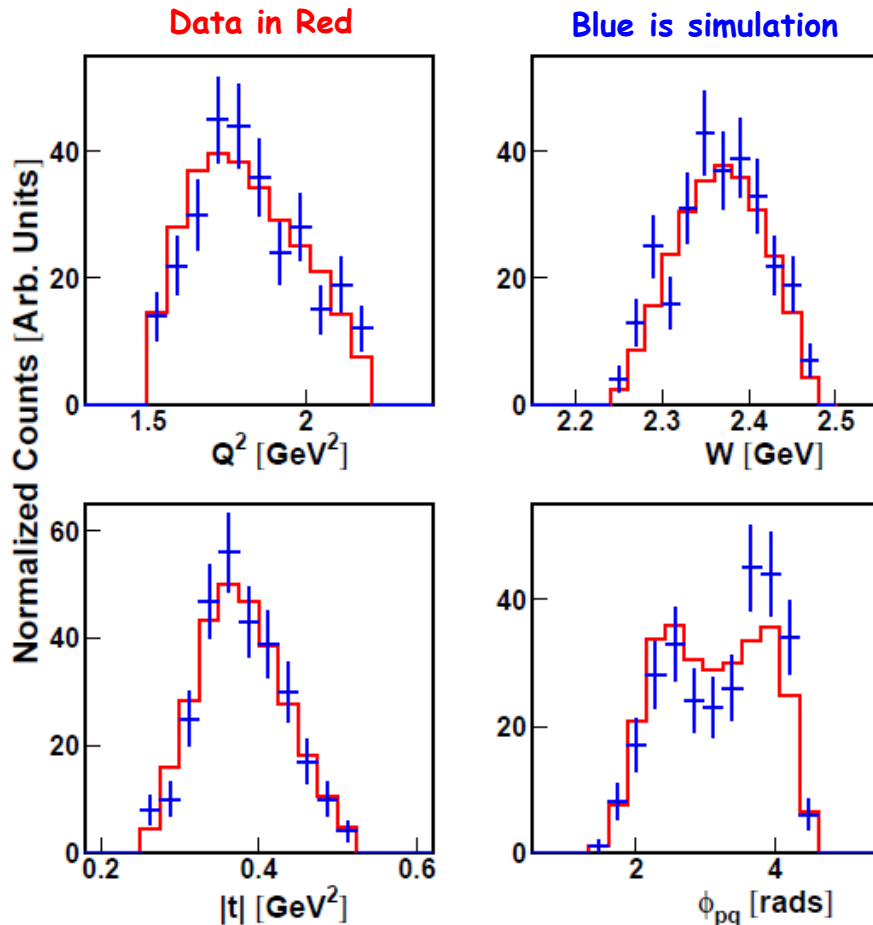 Data in Red
Blue is simulation
Normalized Counts [Arb. Units]
40
20
0
1.5 2
Q² [GeV²]
40
20
0
2.2 2.3 2.4 2.5
W [GeV]
60
40
20
0
0.2 0.4 0.6
|t| [GeV²]
40
20
0
2 4
ϕpq [rads]